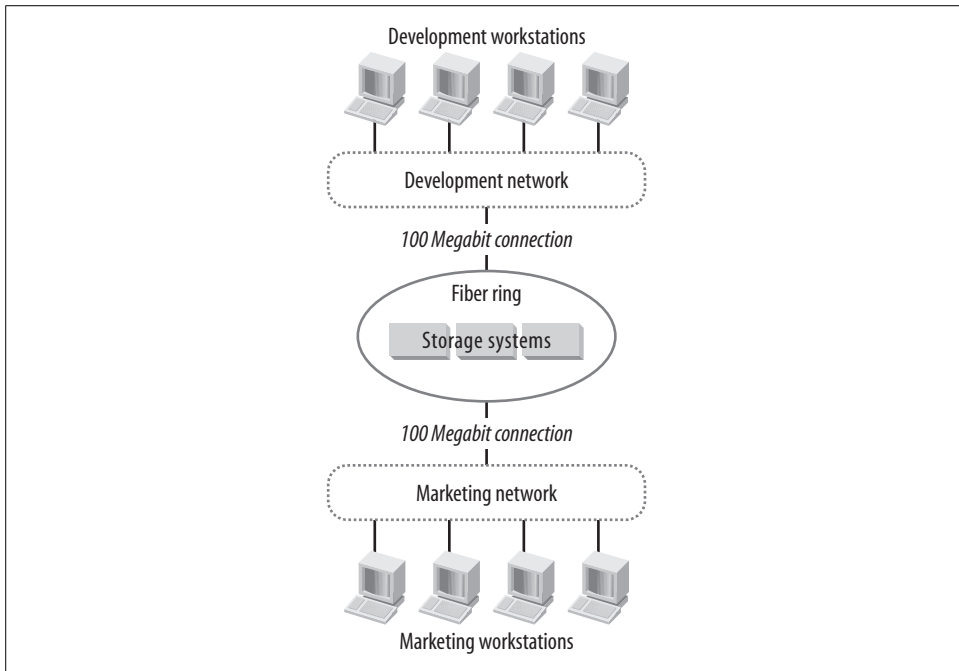 Development workstations
Development network
100 Megabit connection
Fiber ring
Storage systems
100 Megabit connection
Marketing network
Marketing workstations